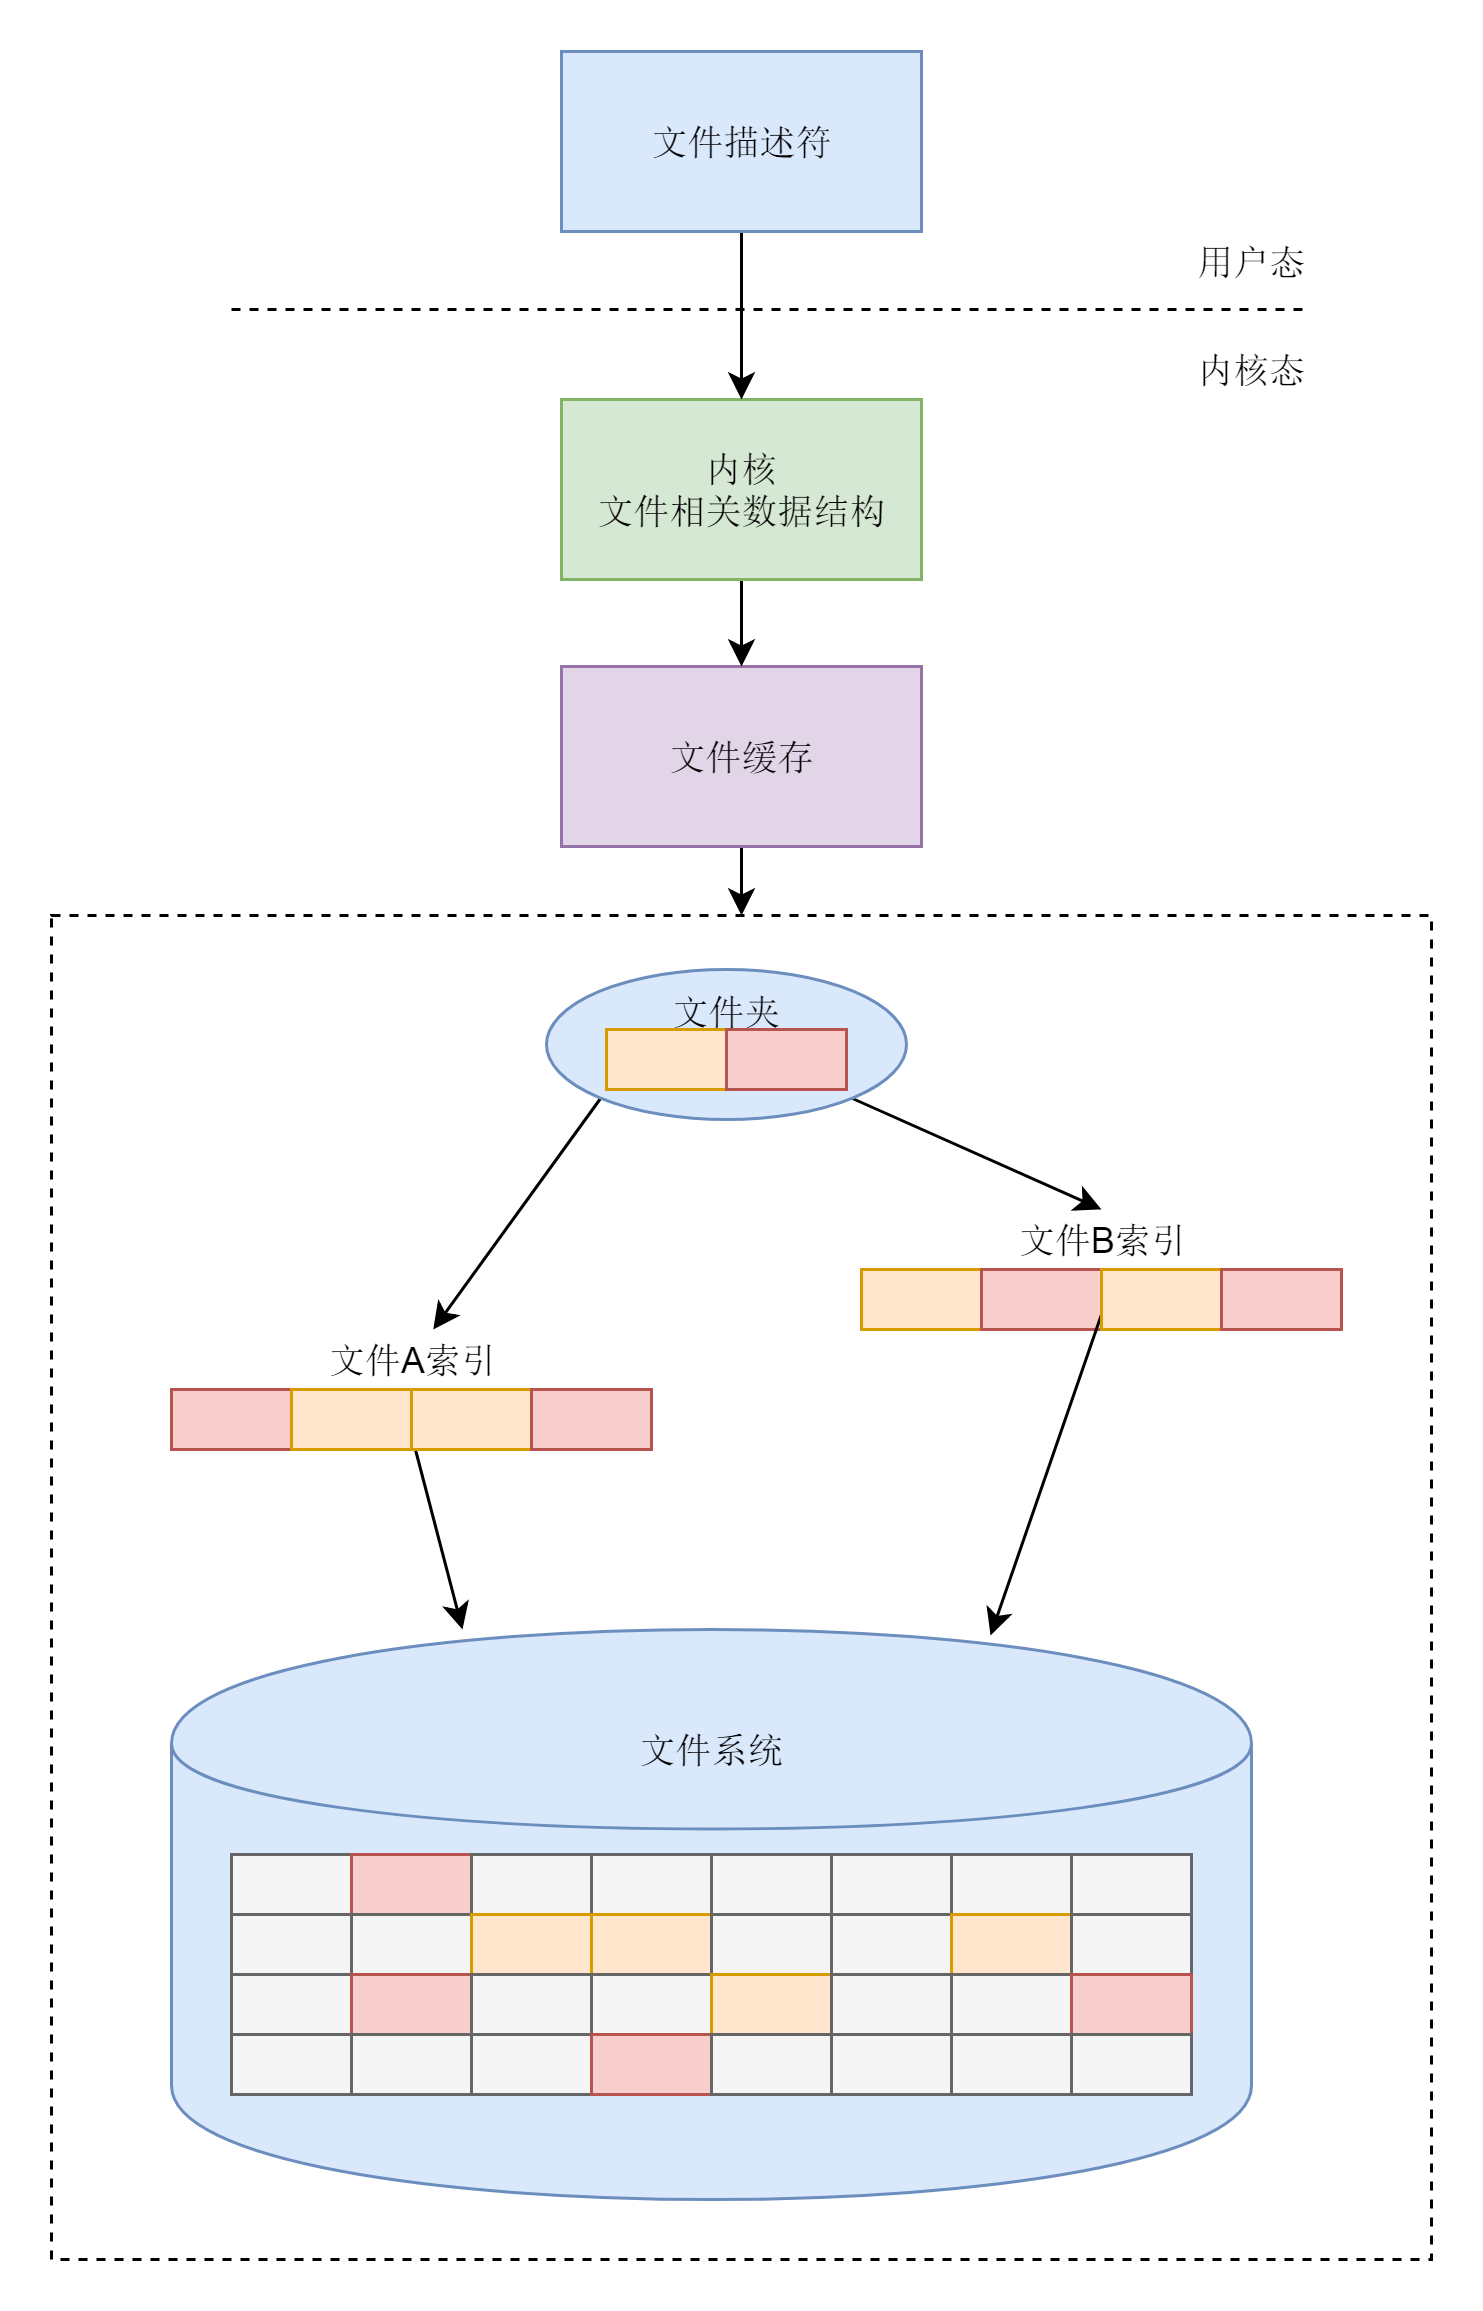 文件描述符
用户态
内核态
内核
文件相关数据结构
文件缓存
文件夹
文件B索引
文件A索引
文件系统